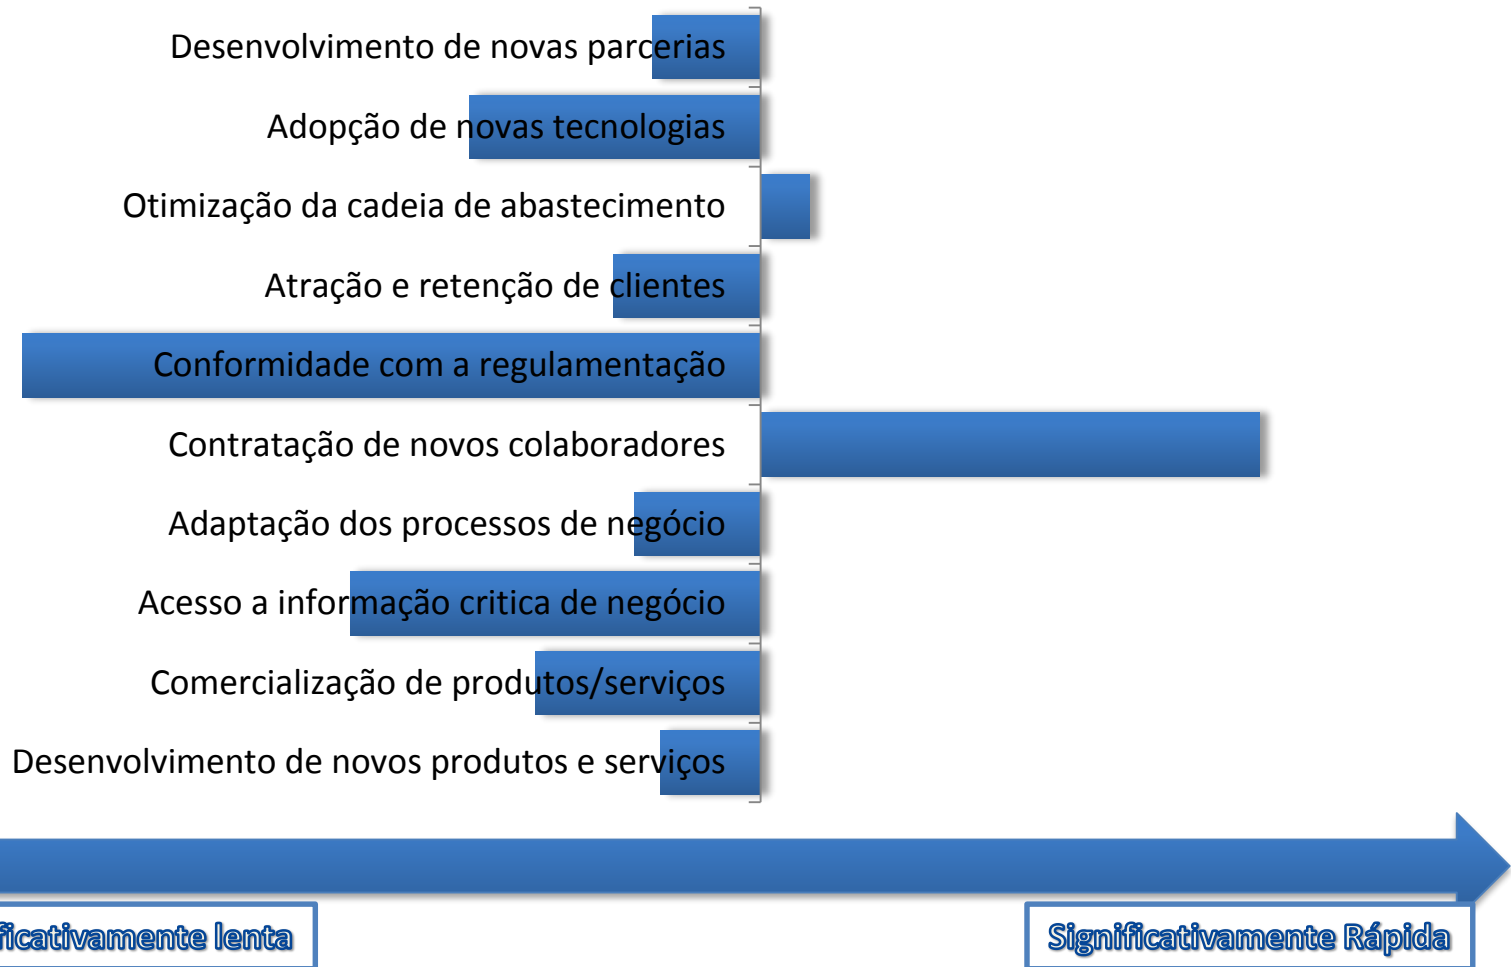 Desenvolvimento de novas parcerias
Adopção de novas tecnologias
Otimização da cadeia de abastecimento
Atração e retenção de clientes
Conformidade com a regulamentação
Contratação de novos colaboradores
Adaptação dos processos de negócio
Acesso a informação critica de negócio
Comercialização de produtos/serviços
Desenvolvimento de novos produtos e serviços
lenta
Significativamente Rápida